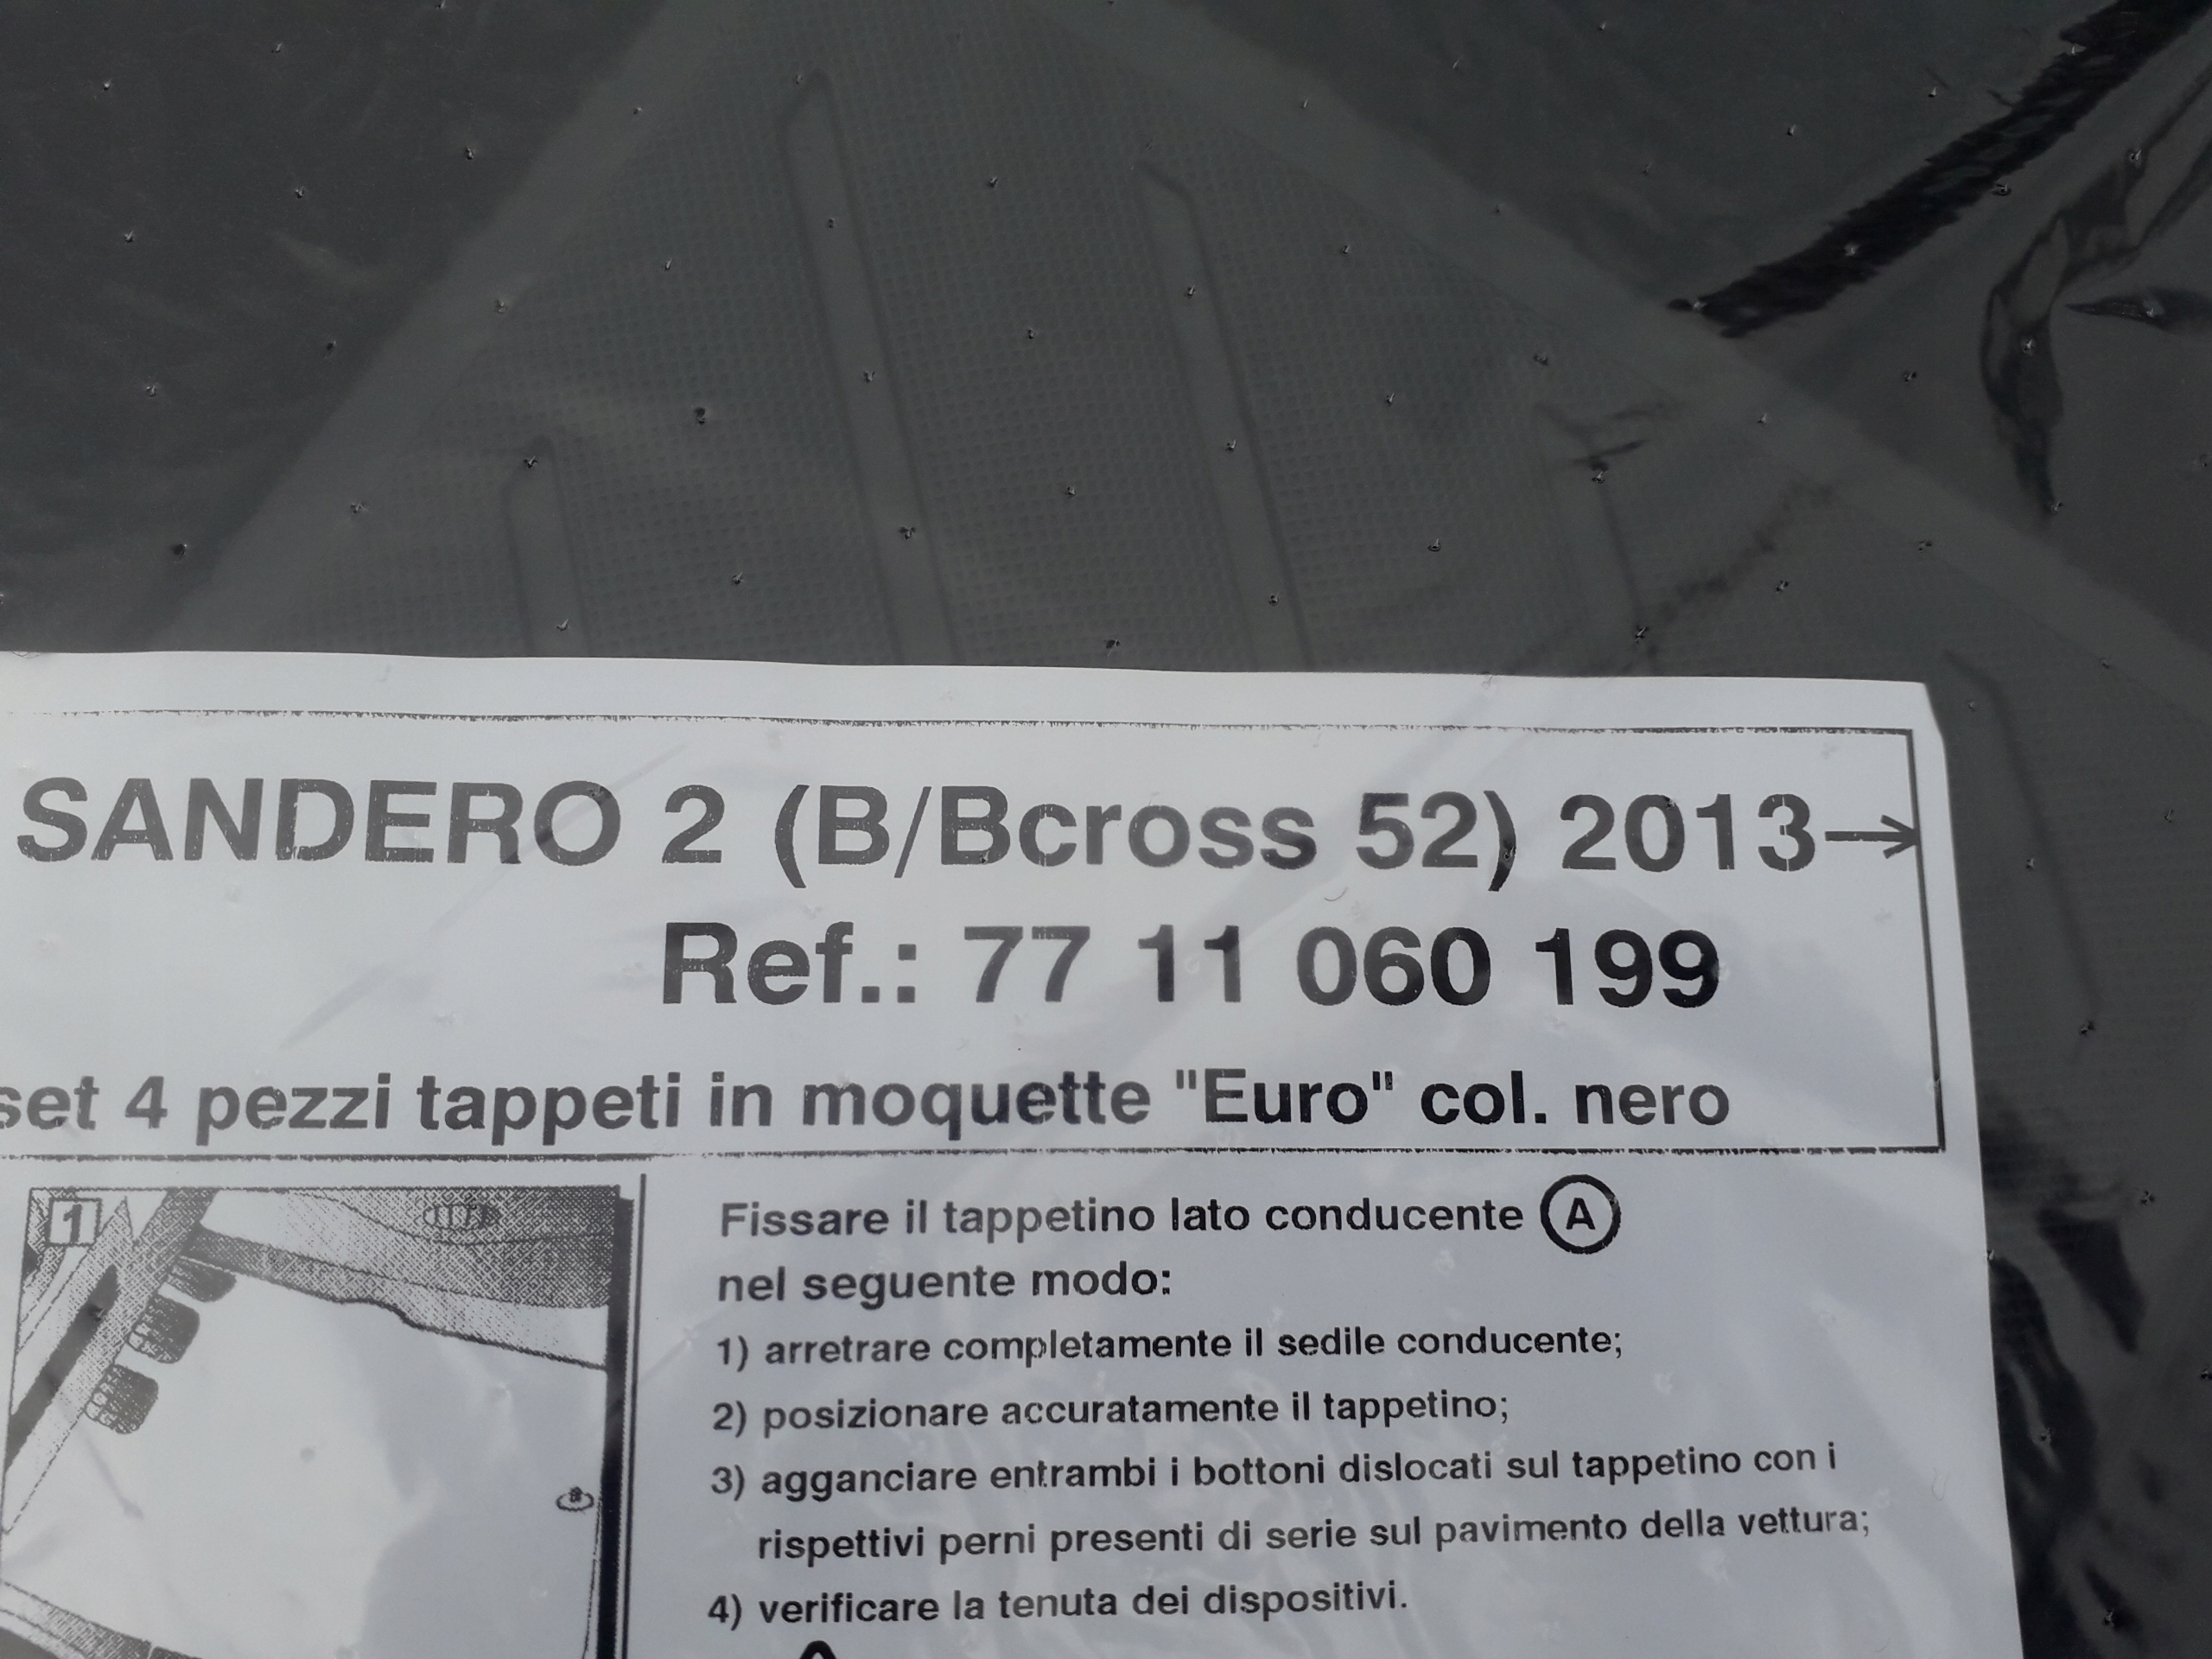 SANDERO 2 (B/Bcross 52) 2013→
Ref.: 77 11 060 199
set 4 pezzi tappeti in moquette "Euro" col. nero
1
Fissare il tappetino lato conducente A
nel seguente modo:
1) arretrare completamente il sedile conducente;
2) posizionare accuratamente il tappetino;
3) agganciare entrambi i bottoni dislocati sul tappetino con i
rispettivi perni presenti di serie sul pavimento della vettura;
4) verificare la tenuta dei dispositivi.